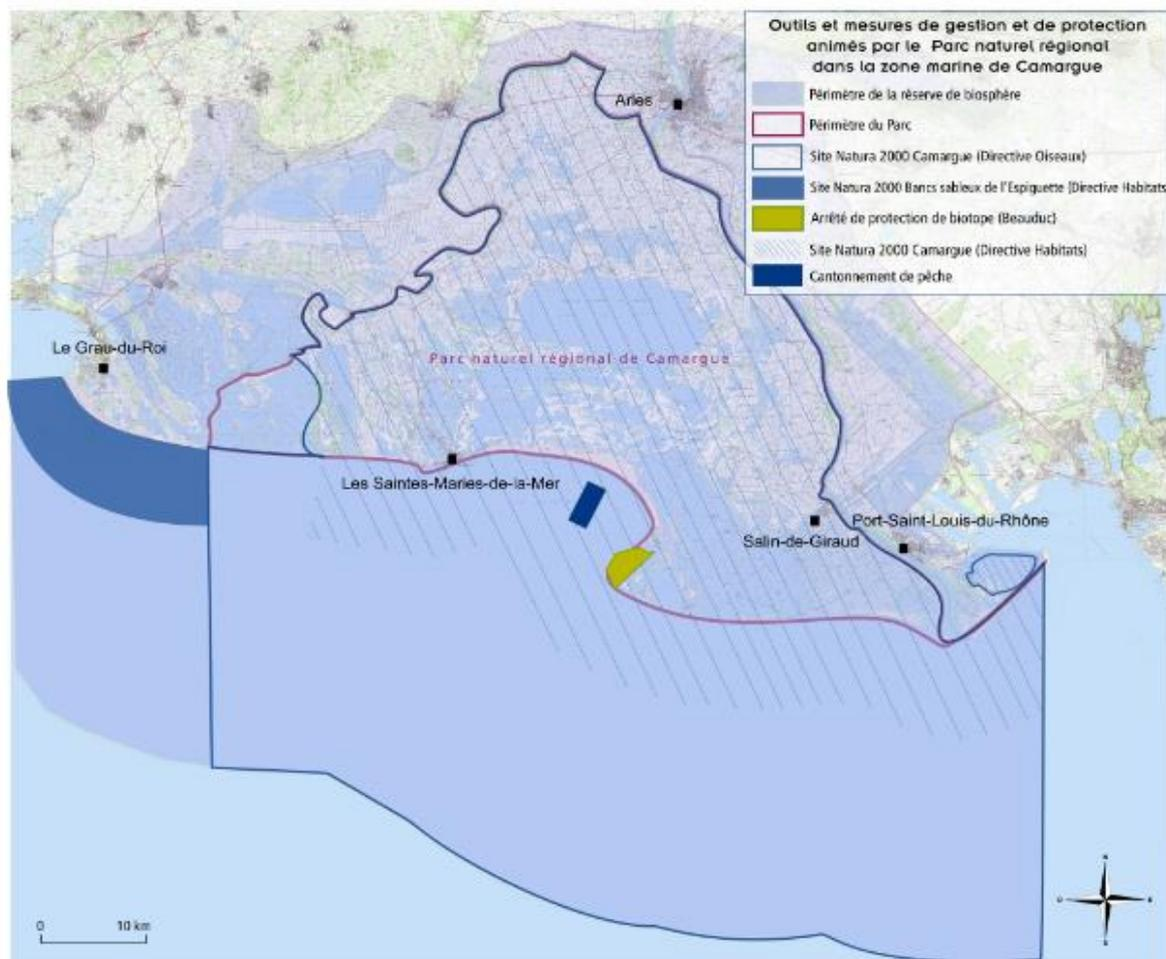 Outils et mesures de gestion et de protection
animés par le Parc naturel régional
dans la zone marine de Camargue
Périmètre de la réserve de biosphère
Périmètre du Parc
Site Natura 2000 Camargue (Directive Oiseaux)
Site Natura 2000 Bancs sableux de l'Espiguette (Directive Habitats
Arrêté de protection de biotope (Beauduc)
Site Natura 2000 Camargue (Directive Habitats)
Cantonnement de pêche
Arles
Le Grau-du-Roi
Parc naturel régional de Camargue
Les Saintes-Maries-de-la-Mer
Salin-de-Giraud
Port-Saint-Louis-du-Rhône
0 10 km